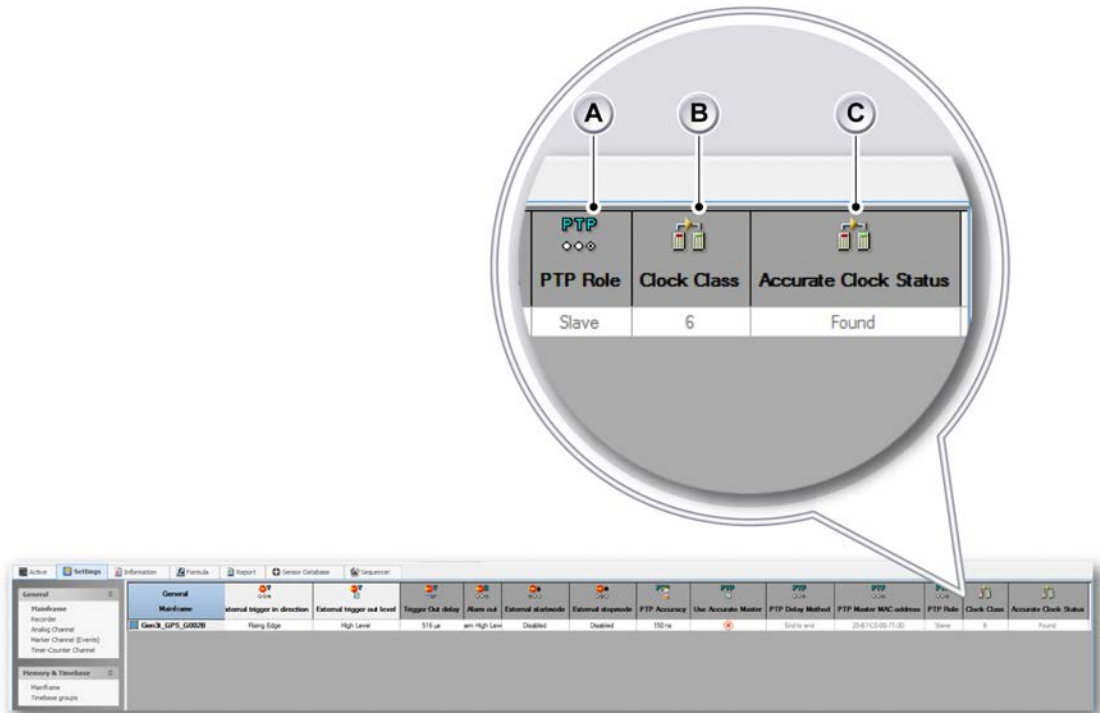 A
B
C
PTP
PTP Role
Clock Class
Accurate Clock Status
Slave
6
Found
Active
Settings
Information
Formula
Report
Sensor Database
Sequencer
General
Mainframe
Recorder
Analog Channel
Marker Channel (Events)
Timer-Counter Channel
Memory & Timebase
Mainframe
Timebase groups
General
Mainframe
xternal trigger in direction
External trigger out level
Trigger Out delay
Alarm out
External startmode
External stopmode
PTP Accuracy
Use Accurate Master
PTP Delay Method
PTP Master MAC-address
PTP Role
Clock Class
Accurate Clock Status
Gen3i_GPS_G002B
Rising Edge
High Level
516 µs
am High Leve
Disabled
Disabled
150 ns
End to end
Slave
6
Found